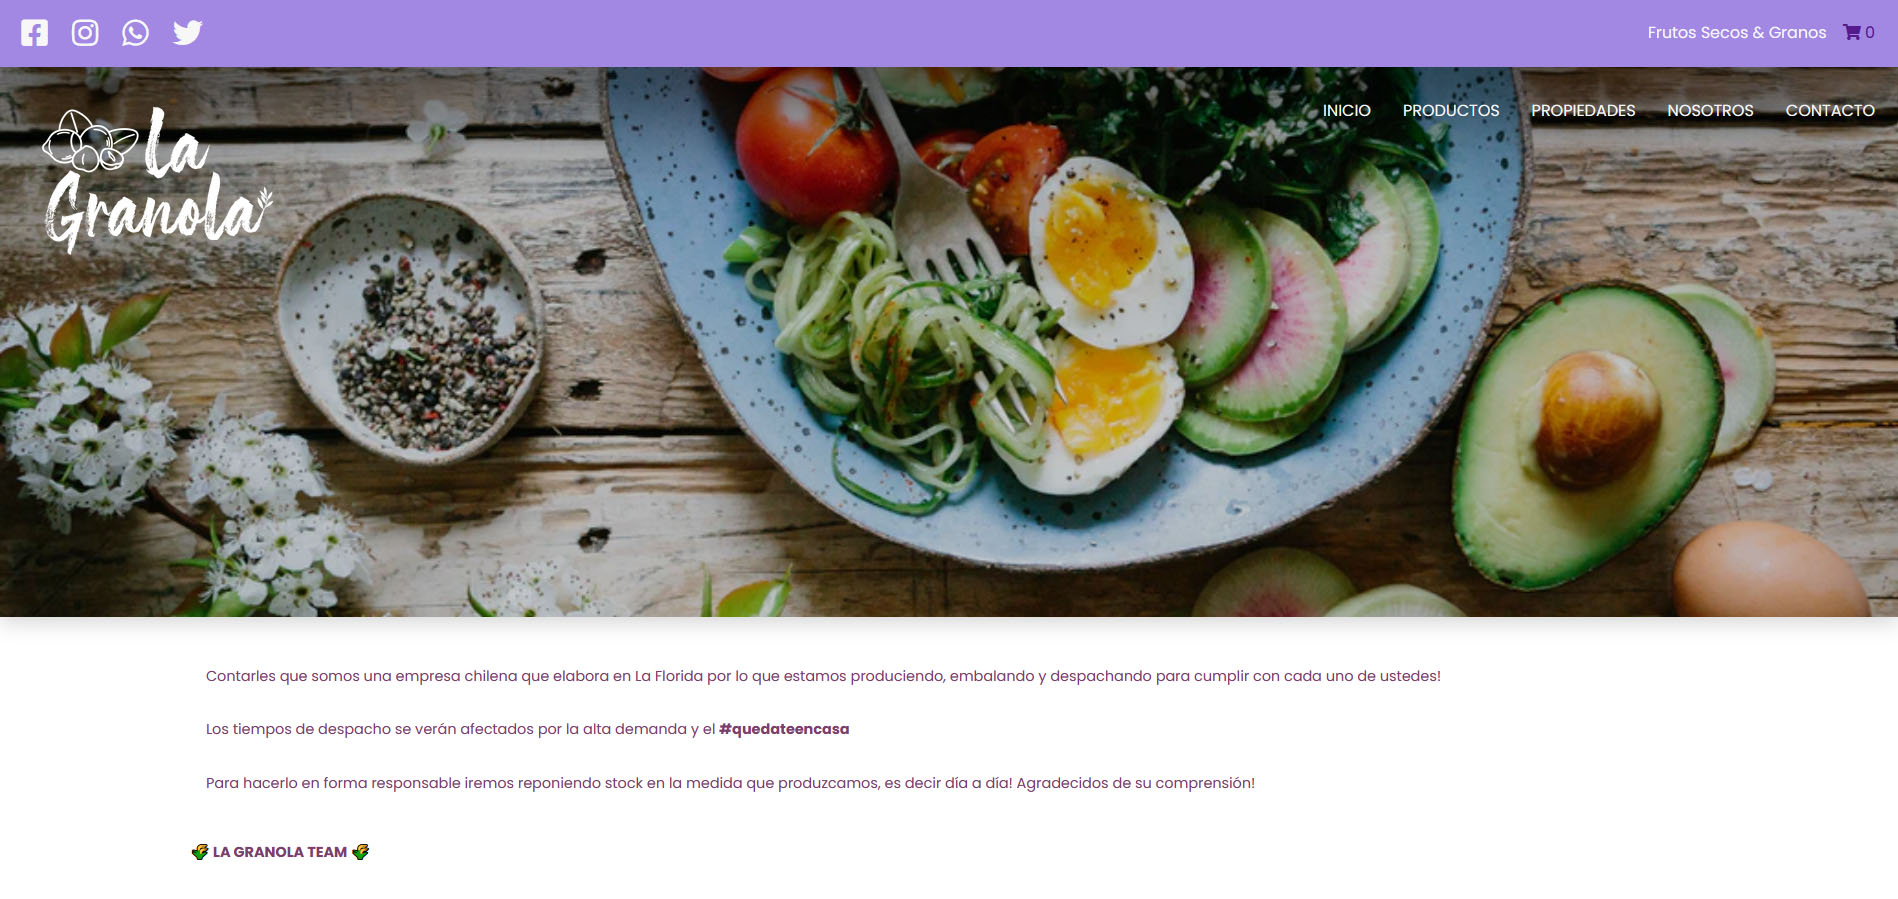 Frutos Secos & Granos 0
La
Granola
INICIO PRODUCTOS PROPIEDADES NOSOTROS CONTACTO
Contarles que somos una empresa chilena que elabora en La Florida por lo que estamos produciendo, embalando y despachando para cumplir con cada uno de ustedes!
Los tiempos de despacho se verán afectados por la alta demanda y el #quedateencasa
Para hacerlo en forma responsable iremos reponiendo stock en la medida que produzcamos, es decir día a día! Agradecidos de su comprensión!
LA GRANOLA TEAM